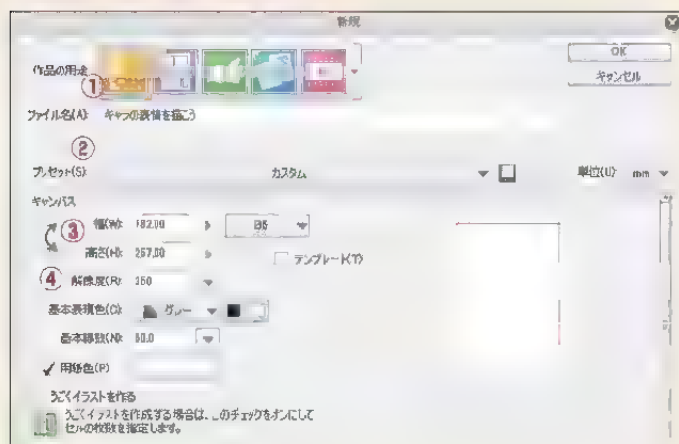 新規
作品の用途
OK
キャンセル
①
ファイル名(A): キャラの表情を描こう
②
プリセット(S): カスタム 単位(U): mm
キャンバス
③ 幅(W): 182.00 B5
高さ(H): 257.00 テンプレート(T)
④ 解像度(R): 350
基本表現色(C): グレー
基本線数(N): 60.0
用紙色(P)
うごくイラストを作る
うごくイラストを作成する場合は、このチェックをオンにして
セルの枚数を指定します。